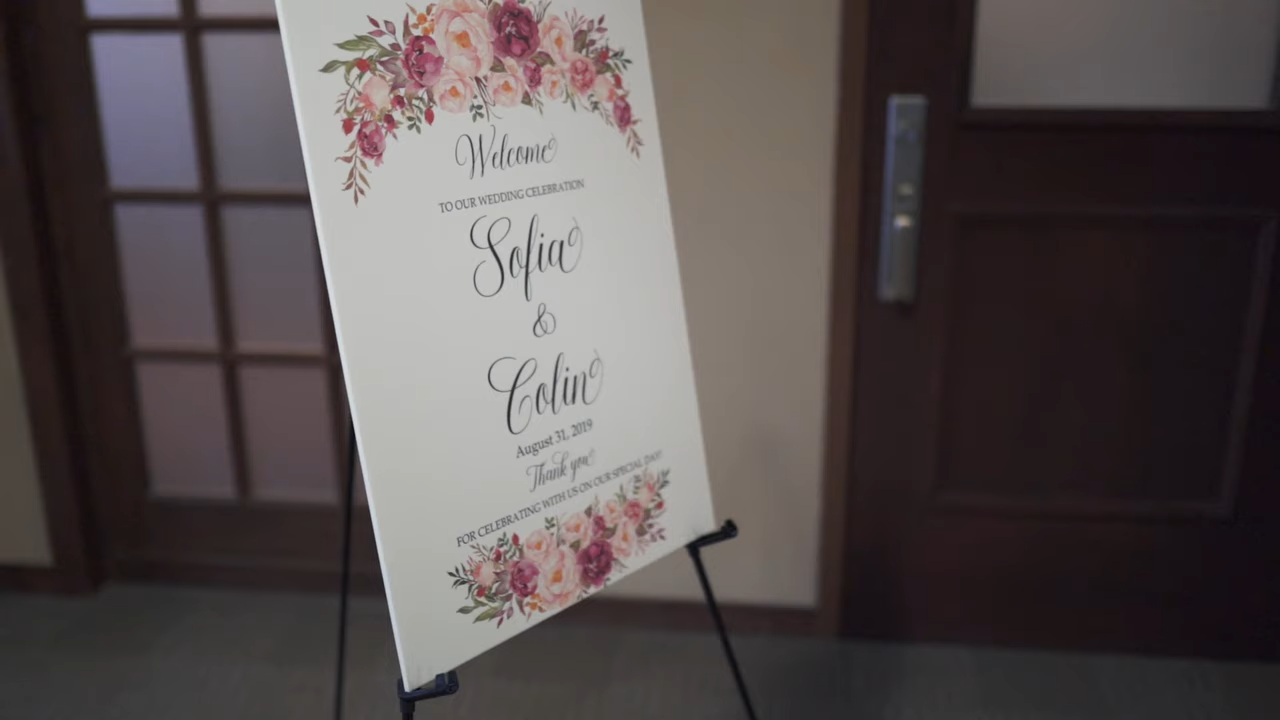 Welcome
TO OUR WEDDING CELEBRATION
Sofia
&
Colin
August 31, 2019
Thank you
FOR CELEBRATING WITH US ON OUR SPECIAL DAY!